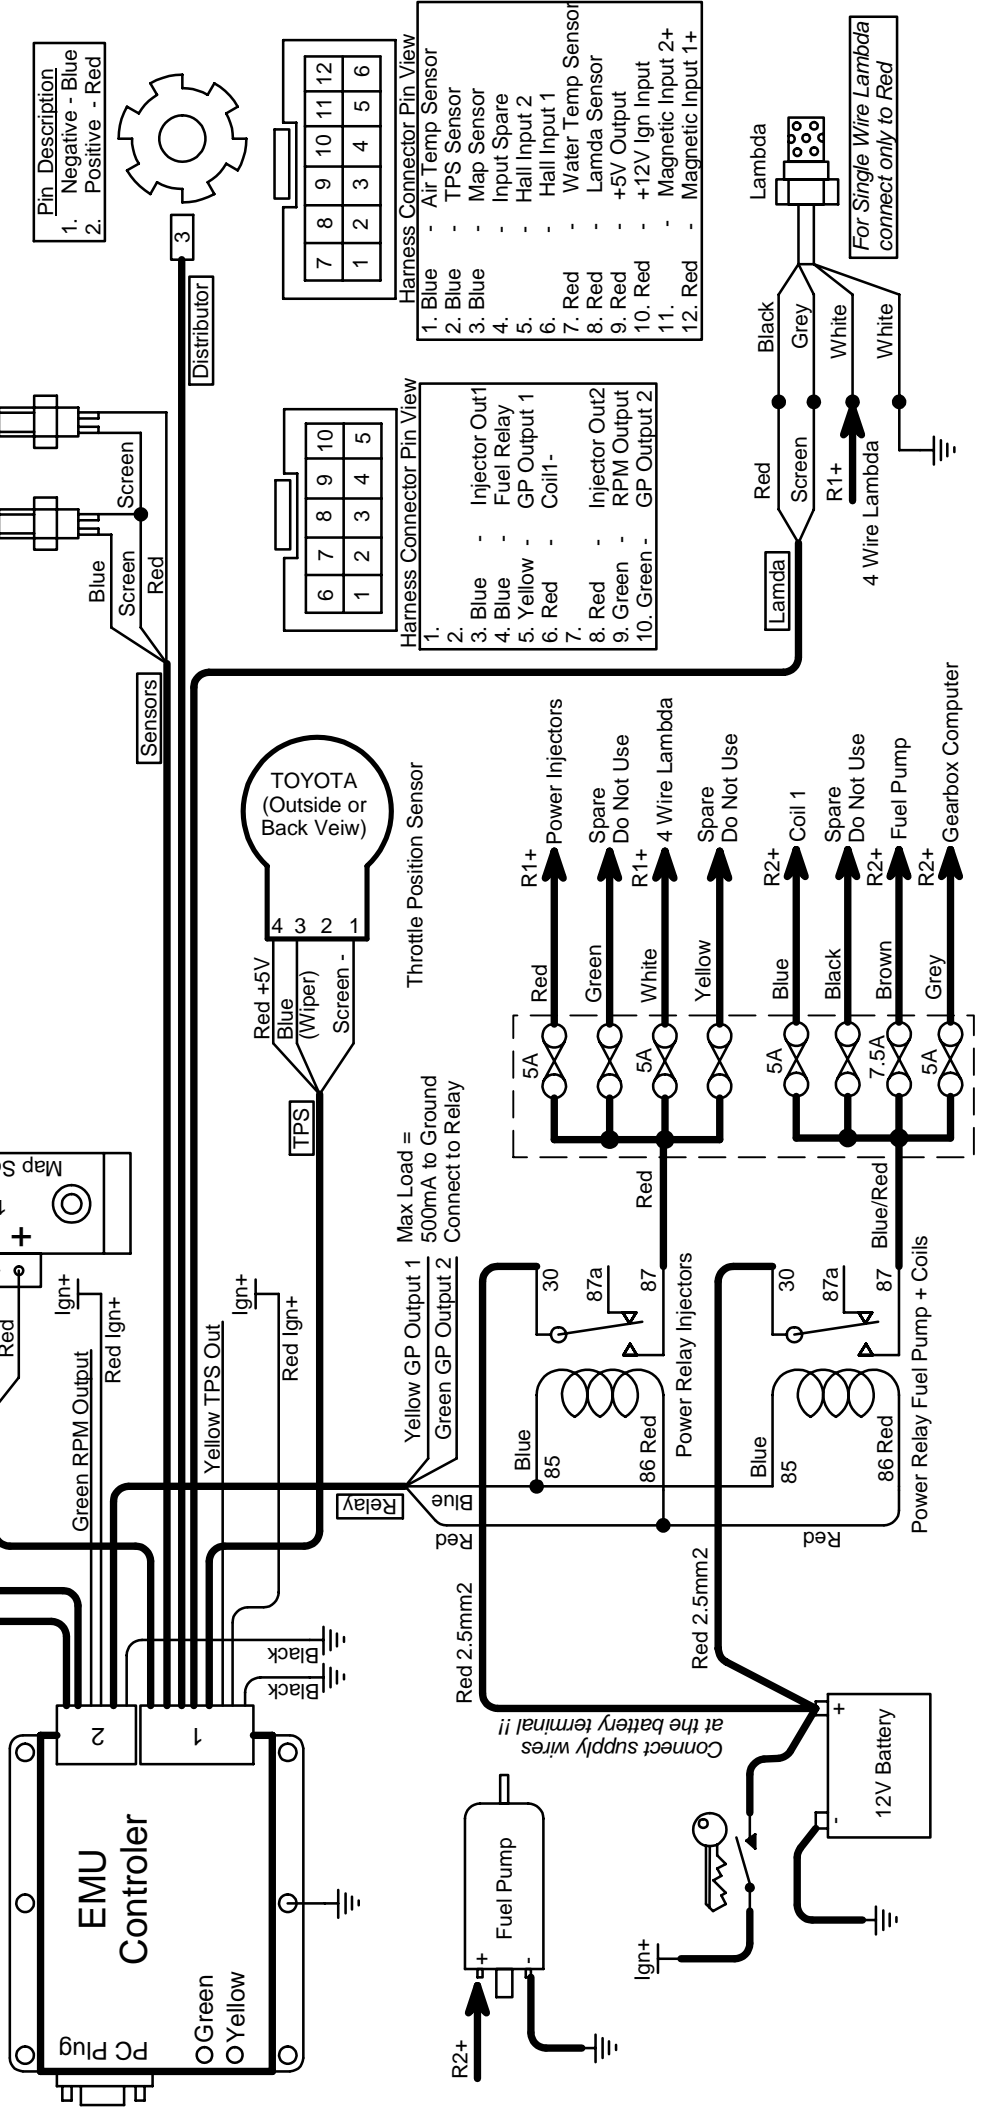 Pin Description
1. Negative - Blue
2. Positive - Red
3
Distributor
12 11 10 9 8 7
6 5 4 3 2 1
Harness Connector Pin View
1. Blue - Air Temp Sensor
2. Blue - TPS Sensor
3. Blue - Map Sensor
4. - Input Spare
5. - Hall Input 2
6. - Hall Input 1
7. Red - Water Temp Sensor
8. Red - Lamda Sensor
9. Red - +5V Output
10. Red - +12V Ign Input
11. - Magnetic Input 2+
12. Red - Magnetic Input 1+
10 9 8 7 6
5 4 3 2 1
Harness Connector Pin View
1.
2.
3. Blue - Injector Out1
4. Blue - Fuel Relay
5. Yellow - GP Output 1
6. Red - Coil1-
7.
8. Red - Injector Out2
9. Green - RPM Output
10. Green - GP Output 2
Lambda
For Single Wire Lambda
connect only to Red
Black
Grey
White
White
Red
Screen
R1+
4 Wire Lambda
Lamda
Screen
Blue
Screen
Red
Sensors
TOYOTA
(Outside or
Back Veiw)
4 3 2 1
Throttle Position Sensor
Red +5V
Blue
(Wiper)
Screen -
TPS
R1+
Power Injectors
Spare
Do Not Use
R1+
4 Wire Lambda
Spare
Do Not Use
R2+
Coil 1
Spare
Do Not Use
R2+
Fuel Pump
R2+
Gearbox Computer
Red
Green
White
Yellow
Blue
Black
Brown
Grey
5A
5A
5A
7.5A
5A
Red
Blue/Red
Max Load =
500mA to Ground
Connect to Relay
Yellow GP Output 1
Green GP Output 2
30
87a
87
Blue
85
86 Red
Power Relay Injectors
30
87a
87
Blue
85
86 Red
Power Relay Fuel Pump + Coils
Relay
Blue
Red
Red
Red 2.5mm2
Red 2.5mm2
Connect supply wires
at the battery terminal !!
+
Red
Ign+
Green RPM Output
Red Ign+
Yellow TPS Out
Ign+
Red Ign+
Black
Black
2
1
EMU
Controler
PC Plug
Green
Yellow
Fuel Pump
+
-
R2+
Ign+
12V Battery
+
-